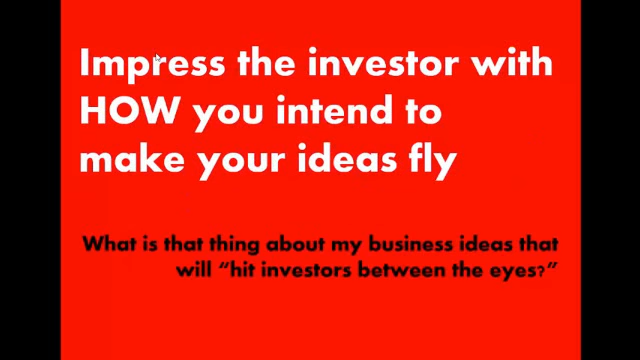 Impress the investor with
HOW you intend to
make your ideas fly
What is that thing about my business ideas that
will “hit investors between the eyes?”